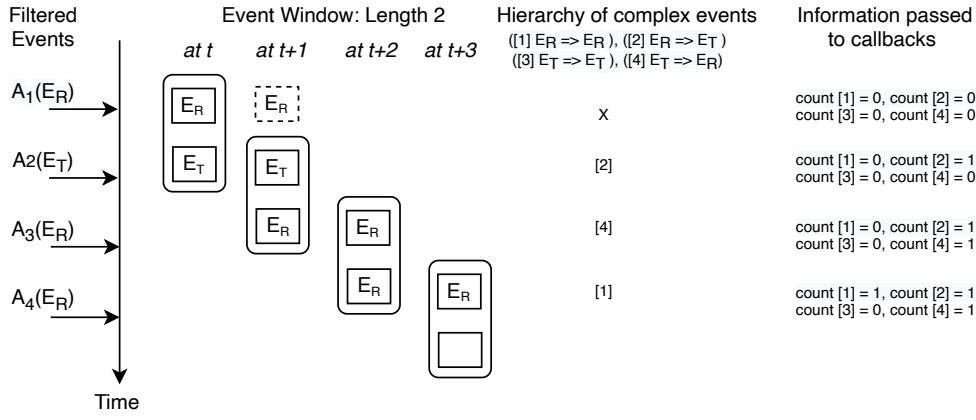 Filtered
Events
Event Window: Length 2
Hierarchy of complex events
Information passed
to callbacks
at t
at t+1
at t+2
at t+3
([1] E_R => E_R), ([2] E_R => E_T)
([3] E_T => E_T), ([4] E_T => E_R)
A_1(E_R)
E_R
E_R
X
count [1] = 0, count [2] = 0
count [3] = 0, count [4] = 0
A2(E_T)
E_T
E_T
[2]
count [1] = 0, count [2] = 1
count [3] = 0, count [4] = 0
A_3(E_R)
E_R
E_R
[4]
count [1] = 0, count [2] = 1
count [3] = 0, count [4] = 1
A_4(E_R)
E_R
E_R
[1]
count [1] = 1, count [2] = 1
count [3] = 0, count [4] = 1
Time